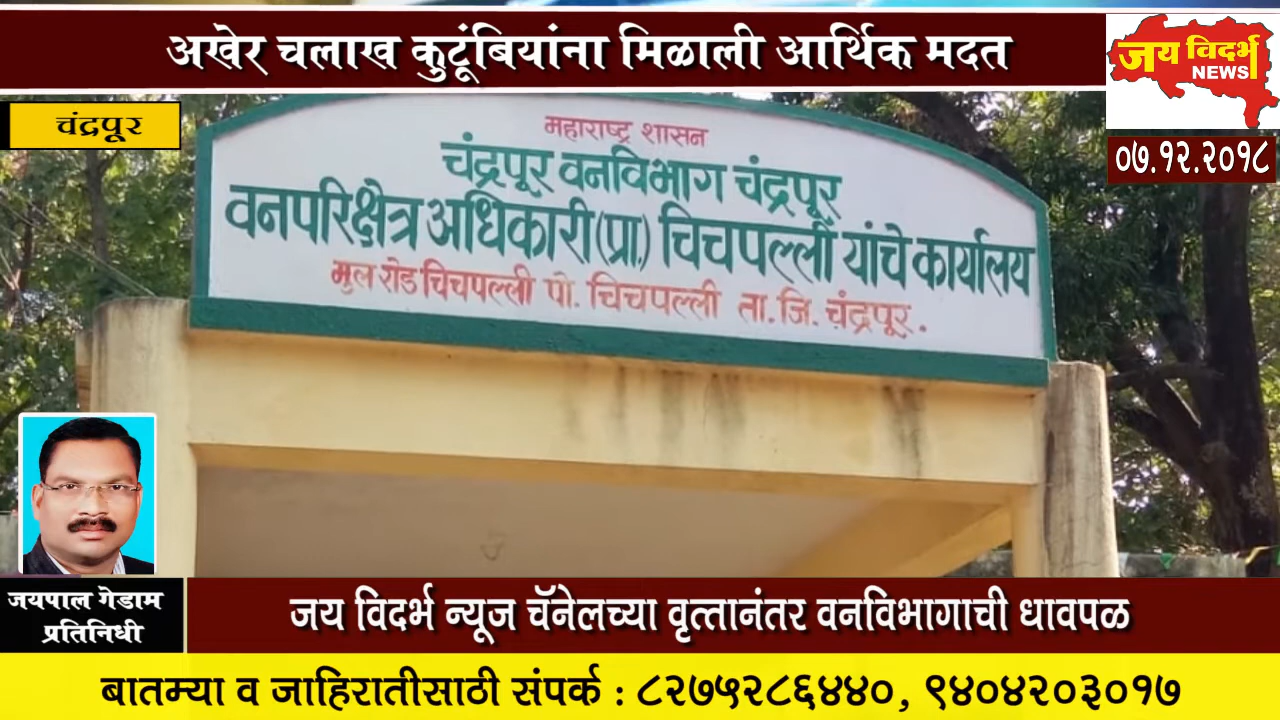 अखेर चलाख कुटूंबियांना मिळाली आर्थिक मदत
जय विदर्भ
NEWS
०७.१२.२०१८
चंद्रपूर
महाराष्ट्र शासन
चंद्रपूर वनविभाग चंद्रपूर
वनपरिक्षेत्र अधिकारी(प्रा.) चिचपल्ली यांचे कार्यालय
मुल रोड चिचपल्ली पो. चिचपल्ली ता. जि. चंद्रपूर.
जयपाल गेडाम
प्रतिनिधी
जय विदर्भ न्यूज चॅनेलच्या वृत्तानंतर वनविभागाची धावपळ
बातम्या व जाहिरातीसाठी संपर्क : ८२७५२८६४४०, ९४०४२०३०१७